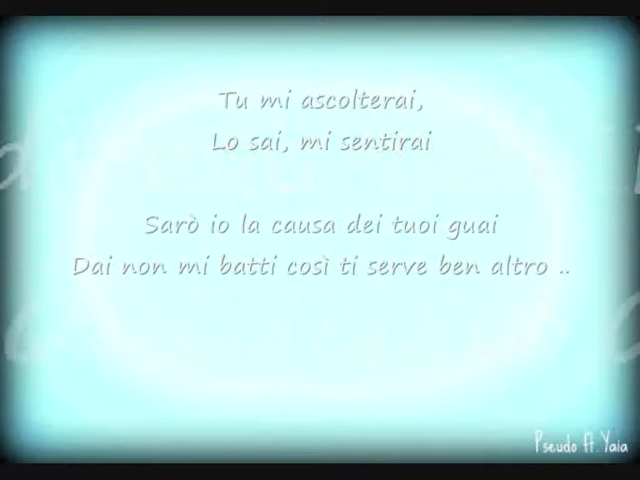 Tu mi ascolterai,
Lo sai, mi sentirai
Sarò io la causa dei tuoi guai
Dai non mi batti così ti serve ben altro ..
Pseudo ft. Yaia